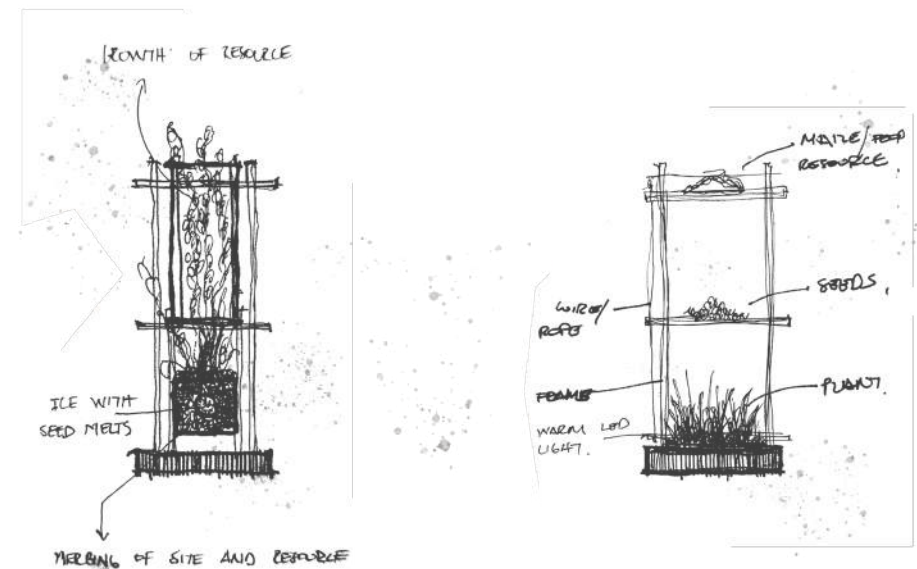 GROWTH OF RESOURCE
ICE WITH
SEED MELTS
MERGING OF SITE AND RESOURCE
MAIZE/
RESOURCE.
SEEDS.
WIRE/
ROPE
PLANT.
FRAME
WARM LED
LIGHT.